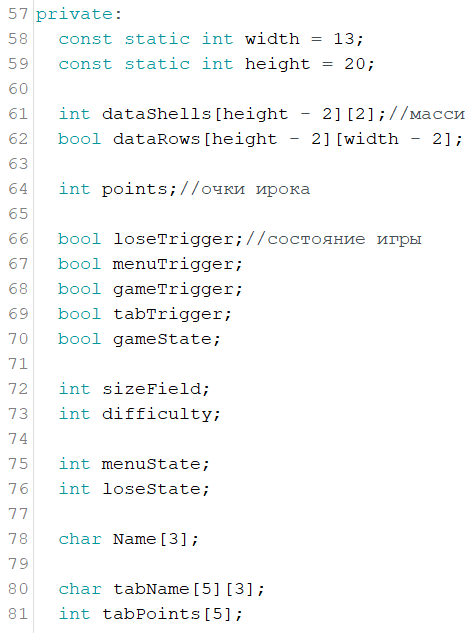 57 private:
58 const static int width = 13;
59 const static int height = 20;
60
61 int dataShells[height - 2][2];//масси
62 bool dataRows[height - 2][width - 2];
63
64 int points;//очки ирока
65
66 bool loseTrigger;//состояние игры
67 bool menuTrigger;
68 bool gameTrigger;
69 bool tabTrigger;
70 bool gameState;
71
72 int sizeField;
73 int difficulty;
74
75 int menuState;
76 int loseState;
77
78 char Name[3];
79
80 char tabName[5][3];
81 int tabPoints[5];